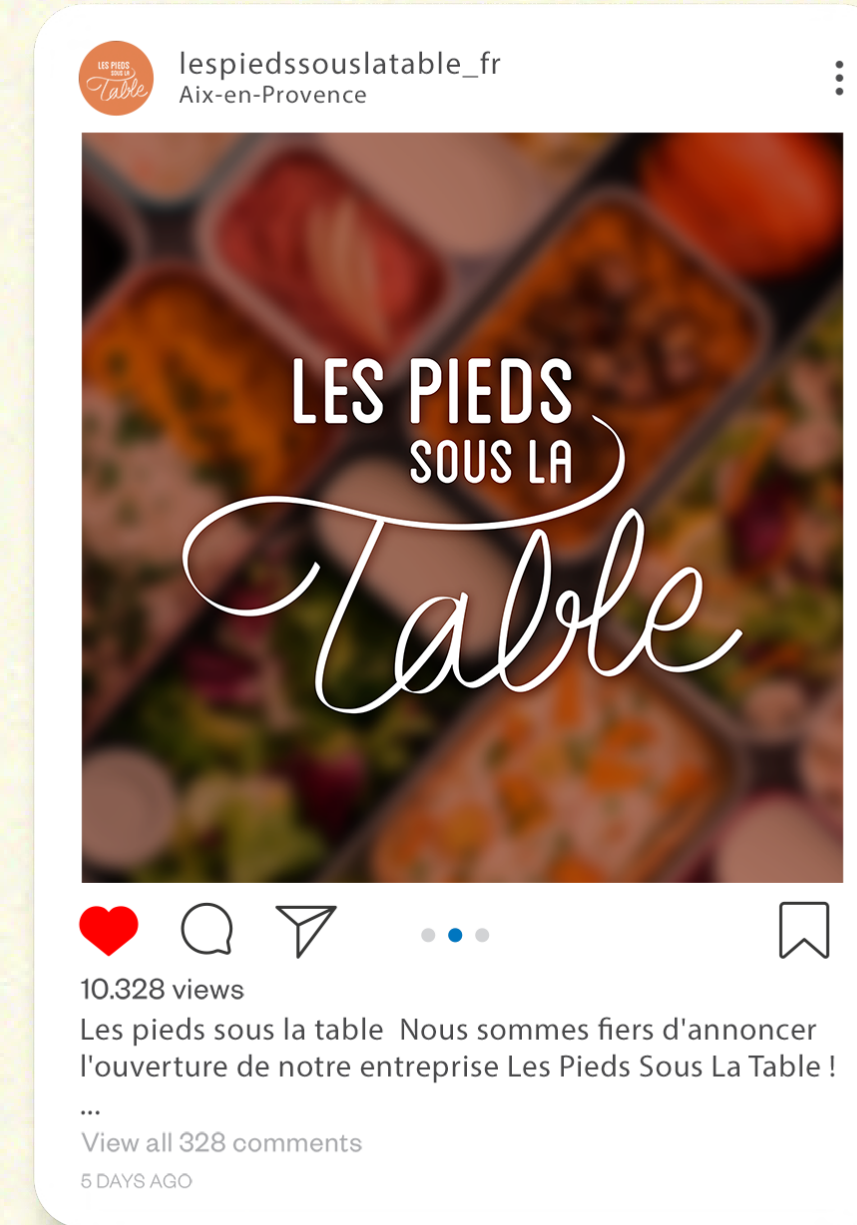 LES PIEDS
SOUS LA
Table
lespiedssouslatable_fr
Aix-en-Provence
LES PIEDS
SOUS LA
Table
10.328 views
Les pieds sous la table  Nous sommes fiers d'annoncer
l'ouverture de notre entreprise Les Pieds Sous La Table !
...
View all 328 comments
5 DAYS AGO